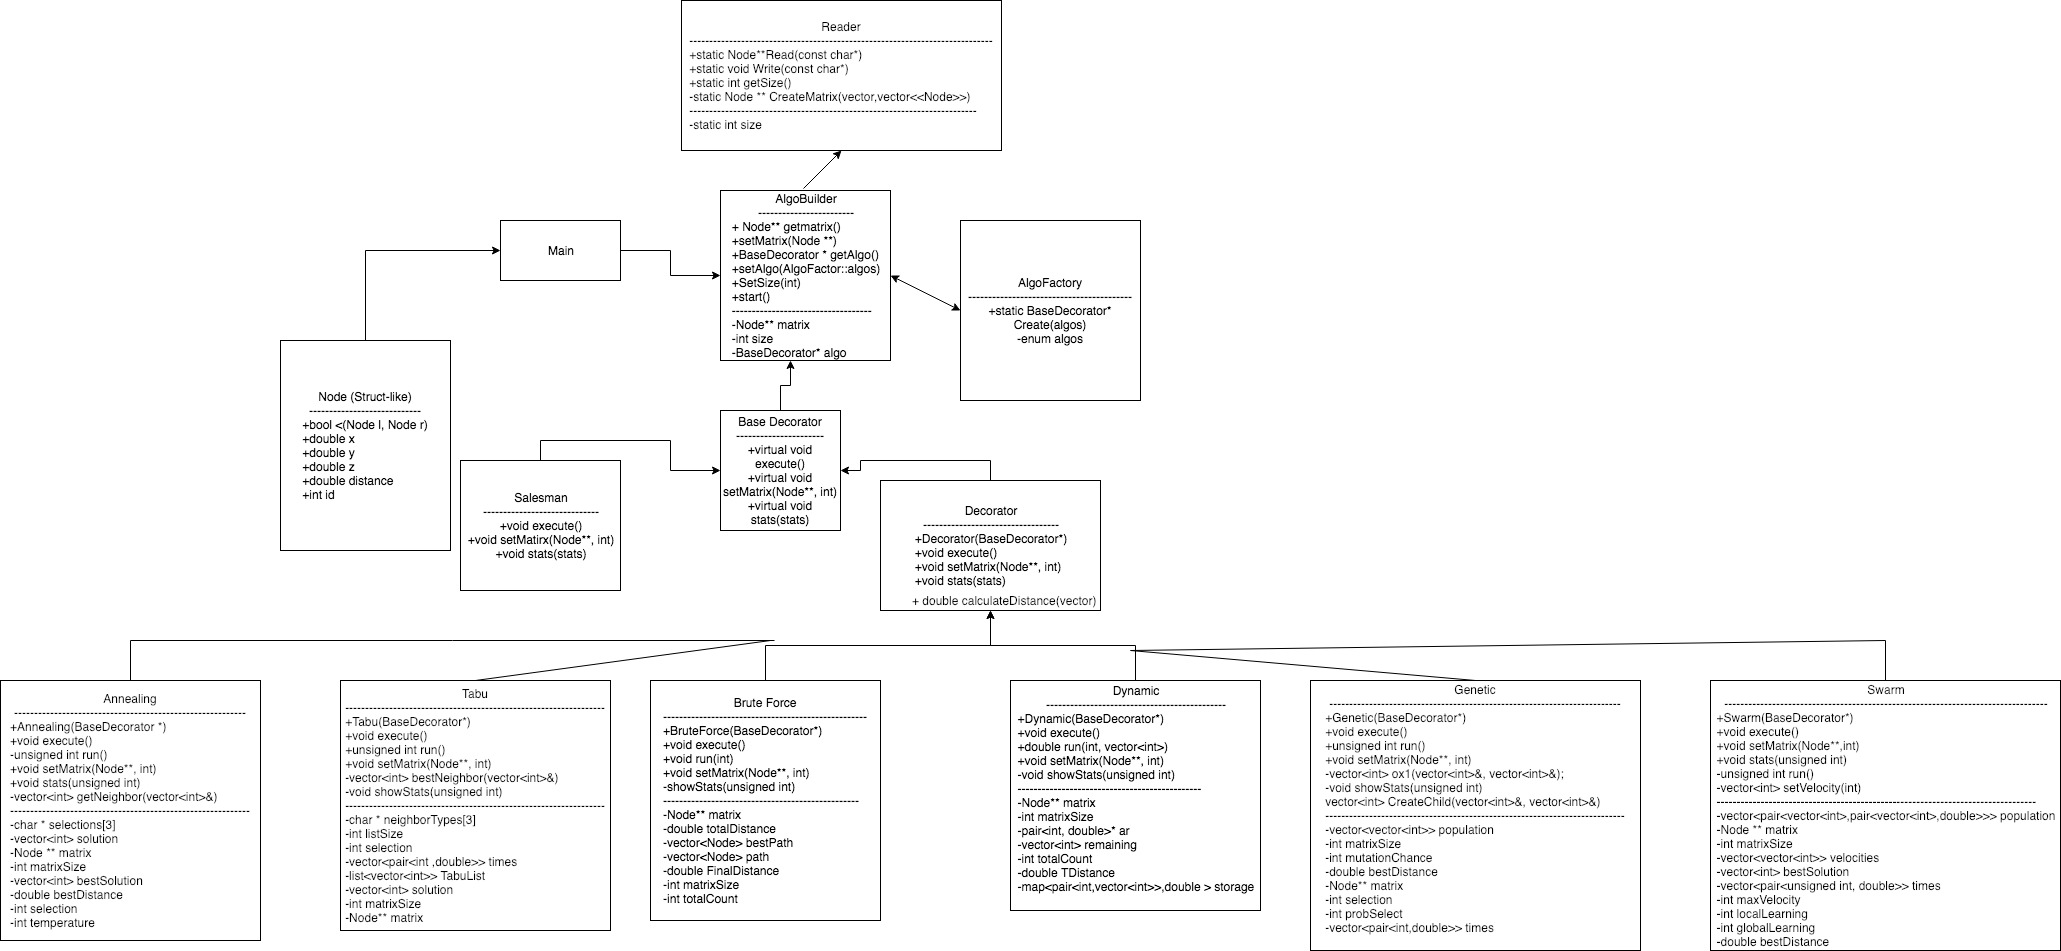 Reader
--------------------------------------------------------------------------
+static Node**Read(const char*)
+static void Write(const char*)
+static int getSize()
-static Node ** CreateMatrix(vector,vector<<Node>>)
------------------------------------------------------------------------
-static int size
AlgoBuilder
------------------------
+ Node** getmatrix()
+setMatrix(Node **)
+BaseDecorator * getAlgo()
+setAlgo(AlgoFactor::algos)
+SetSize(int)
+start()
-----------------------------------
-Node** matrix
-int size
-BaseDecorator* algo
Main
AlgoFactory
-----------------------------------------
+static BaseDecorator*
Create(algos)
-enum algos
Node (Struct-like)
----------------------------
+bool <(Node l, Node r)
+double x
+double y
+double z
+double distance
+int id
Base Decorator
----------------------
+virtual void
execute()
+virtual void
setMatrix(Node**, int)
+virtual void
stats(stats)
Salesman
-----------------------------
+void execute()
+void setMatirx(Node**, int)
+void stats(stats)
Decorator
----------------------------------
+Decorator(BaseDecorator*)
+void execute()
+void setMatrix(Node**, int)
+void stats(stats)
+ double calculateDistance(vector)
Annealing
----------------------------------------------------------
+Annealing(BaseDecorator *)
+void execute()
-unsigned int run()
+void setMatrix(Node**, int)
+void stats(unsigned int)
-vector<int> getNeighbor(vector<int>&)
------------------------------------------------------------
-char * selections[3]
-vector<int> solution
-Node ** matrix
-int matrixSize
-vector<int> bestSolution
-double bestDistance
-int selection
-int temperature
Tabu
-----------------------------------------------------------------
+Tabu(BaseDecorator*)
+void execute()
+unsigned int run()
+void setMatrix(Node**, int)
-vector<int> bestNeighbor(vector<int>&)
-void showStats(unsigned int)
-----------------------------------------------------------------
-char * neighborTypes[3]
-int listSize
-int selection
-vector<pair<int ,double>> times
-list<vector<int>> TabuList
-vector<int> solution
-int matrixSize
-Node** matrix
Brute Force
---------------------------------------------------
+BruteForce(BaseDecorator*)
+void execute()
+void run(int)
+void setMatrix(Node**, int)
-showStats(unsigned int)
-------------------------------------------------
-Node** matrix
-double totalDistance
-vector<Node> bestPath
-vector<Node> path
-double FinalDistance
-int matrixSize
-int totalCount
Dynamic
---------------------------------------------
+Dynamic(BaseDecorator*)
+void execute()
+double run(int, vector<int>)
+void setMatrix(Node**, int)
-void showStats(unsigned int)
----------------------------------------------
-Node** matrix
-int matrixSize
-pair<int, double>* ar
-vector<int> remaining
-int totalCount
-double TDistance
-map<pair<int,vector<int>>,double > storage
Genetic
--------------------------------------------------------------------------
+Genetic(BaseDecorator*)
+void execute()
+unsigned int run()
+void setMatrix(Node**, int)
-vector<int> ox1(vector<int>&, vector<int>&);
-void showStats(unsigned int)
vector<int> CreateChild(vector<int>&, vector<int>&)
---------------------------------------------------------------------------
-vector<vector<int>> population
-int matrixSize
-int mutationChance
-double bestDistance
-Node** matrix
-int selection
-int probSelect
-vector<pair<int,double>> times
Swarm
---------------------------------------------------------------------------------
+Swarm(BaseDecorator*)
+void execute()
+void setMatrix(Node**,int)
+void stats(unsigned int)
-unsigned int run()
-vector<int> setVelocity(int)
--------------------------------------------------------------------------------
-vector<pair<vector<int>,pair<vector<int>,double>>> population
-Node ** matrix
-int matrixSize
-vector<vector<int>> velocities
-vector<int> bestSolution
-vector<pair<unsigned int, double>> times
-int maxVelocity
-int localLearning
-int globalLearning
-double bestDistance